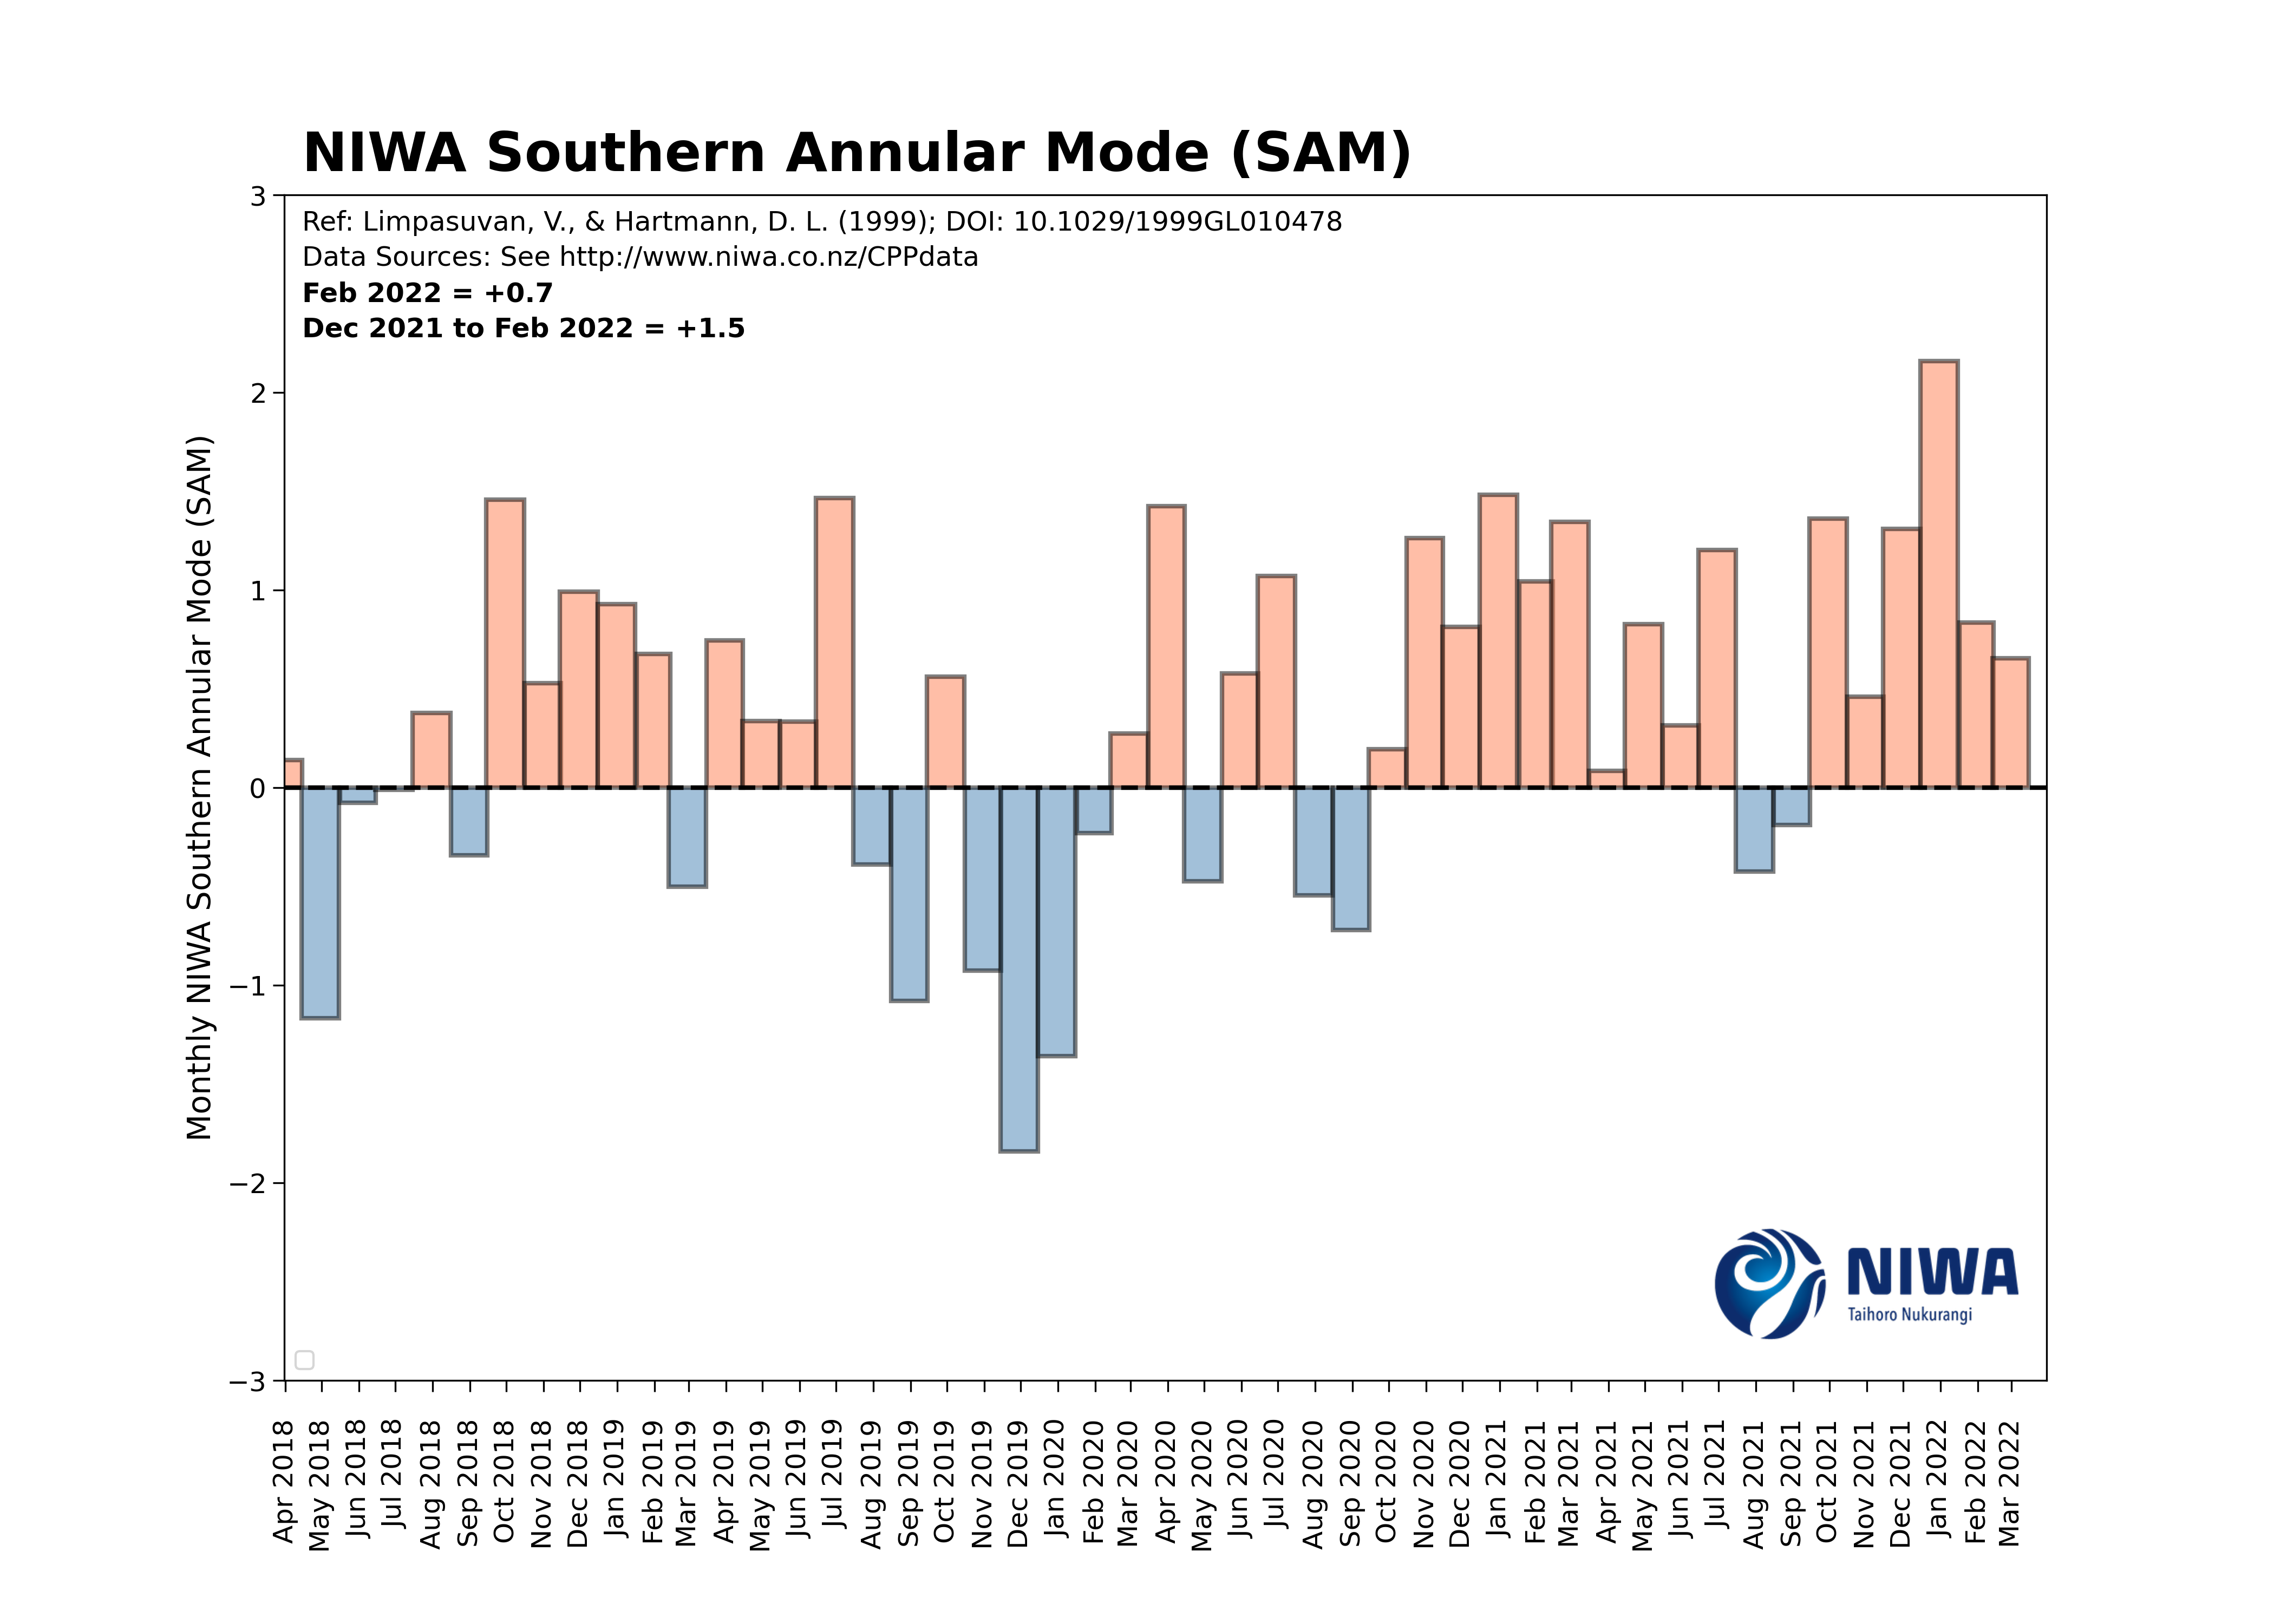 NIWA Southern Annular Mode (SAM)
Ref: Limpasuvan, V., & Hartmann, D. L. (1999); DOI: 10.1029/1999GL010478
Data Sources: See http://www.niwa.co.nz/CPPdata
Feb 2022 = +0.7
Dec 2021 to Feb 2022 = +1.5
Monthly NIWA Southern Annular Mode (SAM)
3
2
1
0
−1
−2
−3
NIWA
Taihoro Nukurangi
Apr 2018
May 2018
Jun 2018
Jul 2018
Aug 2018
Sep 2018
Oct 2018
Nov 2018
Dec 2018
Jan 2019
Feb 2019
Mar 2019
Apr 2019
May 2019
Jun 2019
Jul 2019
Aug 2019
Sep 2019
Oct 2019
Nov 2019
Dec 2019
Jan 2020
Feb 2020
Mar 2020
Apr 2020
May 2020
Jun 2020
Jul 2020
Aug 2020
Sep 2020
Oct 2020
Nov 2020
Dec 2020
Jan 2021
Feb 2021
Mar 2021
Apr 2021
May 2021
Jun 2021
Jul 2021
Aug 2021
Sep 2021
Oct 2021
Nov 2021
Dec 2021
Jan 2022
Feb 2022
Mar 2022